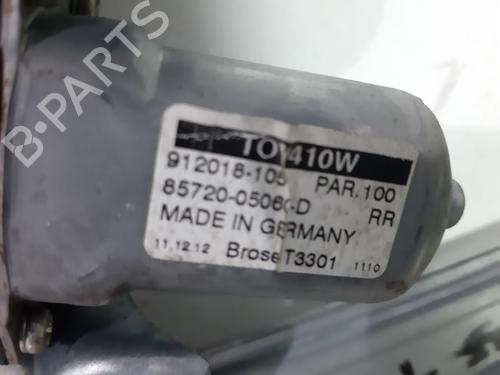 B-PARTS
TOY410W
912018-105 PAR.100
85720-05060-D RR
MADE IN GERMANY
11.12.12 Brose T3301 1110